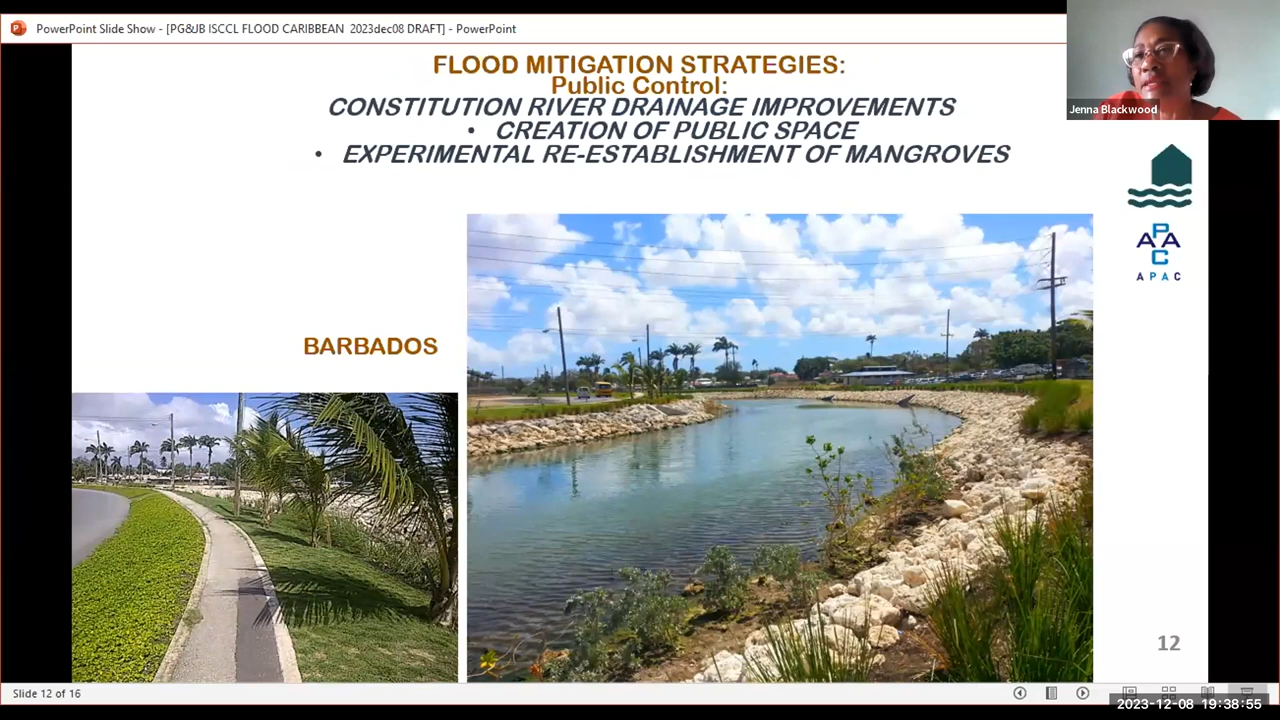 PowerPoint Slide Show - [PG&JB ISCCL FLOOD CARIBBEAN 2023dec08 DRAFT] - PowerPoint
FLOOD MITIGATION STRATEGIES:
Public Control:
CONSTITUTION RIVER DRAINAGE IMPROVEMENTS
• CREATION OF PUBLIC SPACE
• EXPERIMENTAL RE-ESTABLISHMENT OF MANGROVES
Jenna Blackwood
P
A A
C
APAC
BARBADOS
12
Slide 12 of 16
2023-12-08 19:38:55